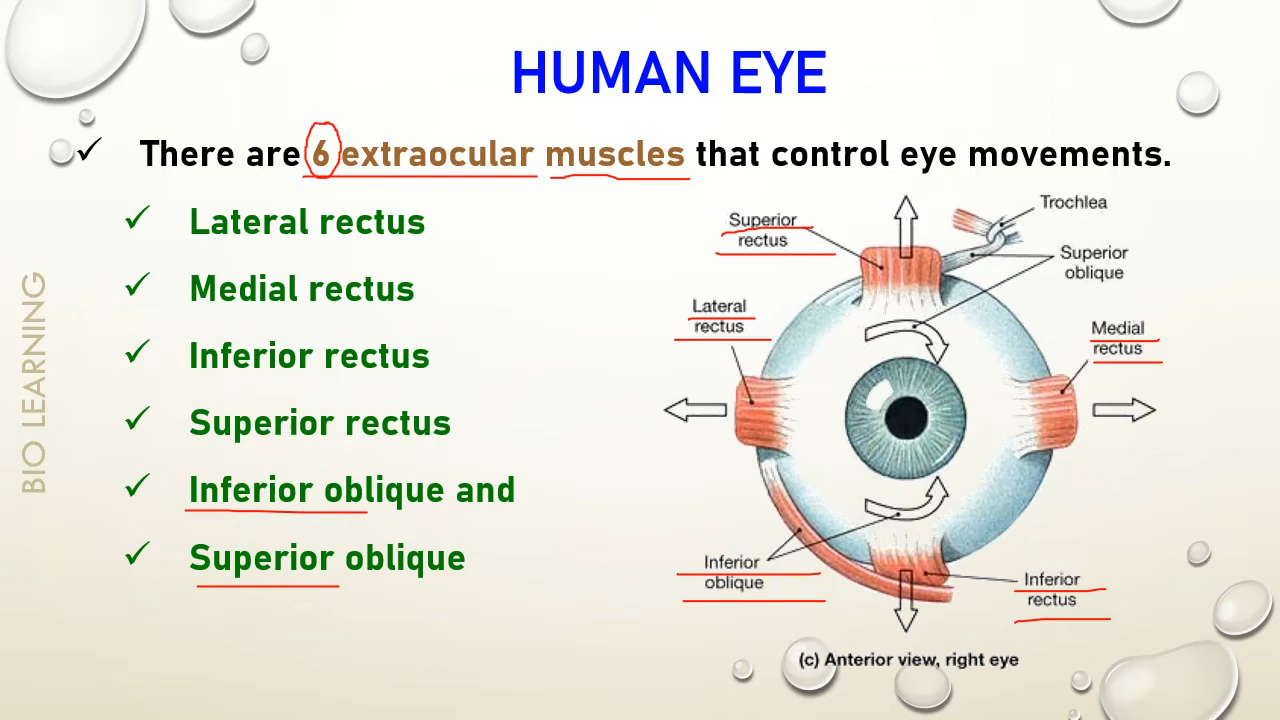 HUMAN EYE
✓ There are 6 extraocular muscles that control eye movements.
✓ Lateral rectus
✓ Medial rectus
✓ Inferior rectus
✓ Superior rectus
✓ Inferior oblique and
✓ Superior oblique
BIO LEARNING
Trochlea
Superior
rectus
Superior
oblique
Lateral
rectus
Medial
rectus
Inferior
oblique
Inferior
rectus
(c) Anterior view, right eye